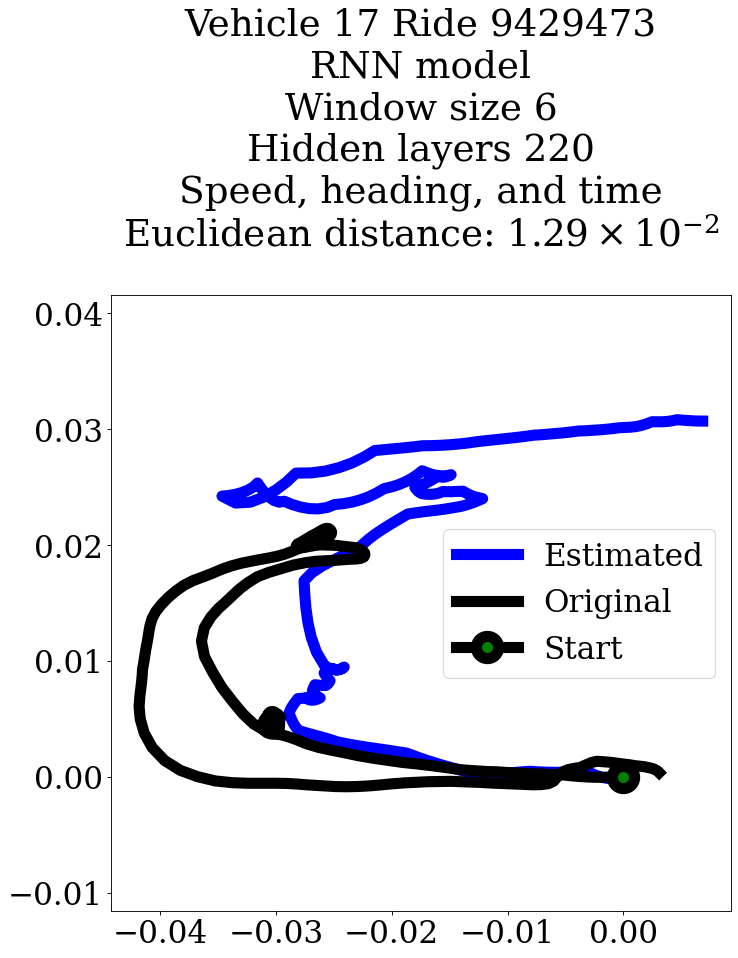 Vehicle 17 Ride 9429473
RNN model
Window size 6
Hidden layers 220
Speed, heading, and time
Euclidean distance: 1.29 × 10⁻²
0.04
0.03
0.02
0.01
0.00
−0.01
Estimated
Original
Start
−0.04 −0.03 −0.02 −0.01 0.00